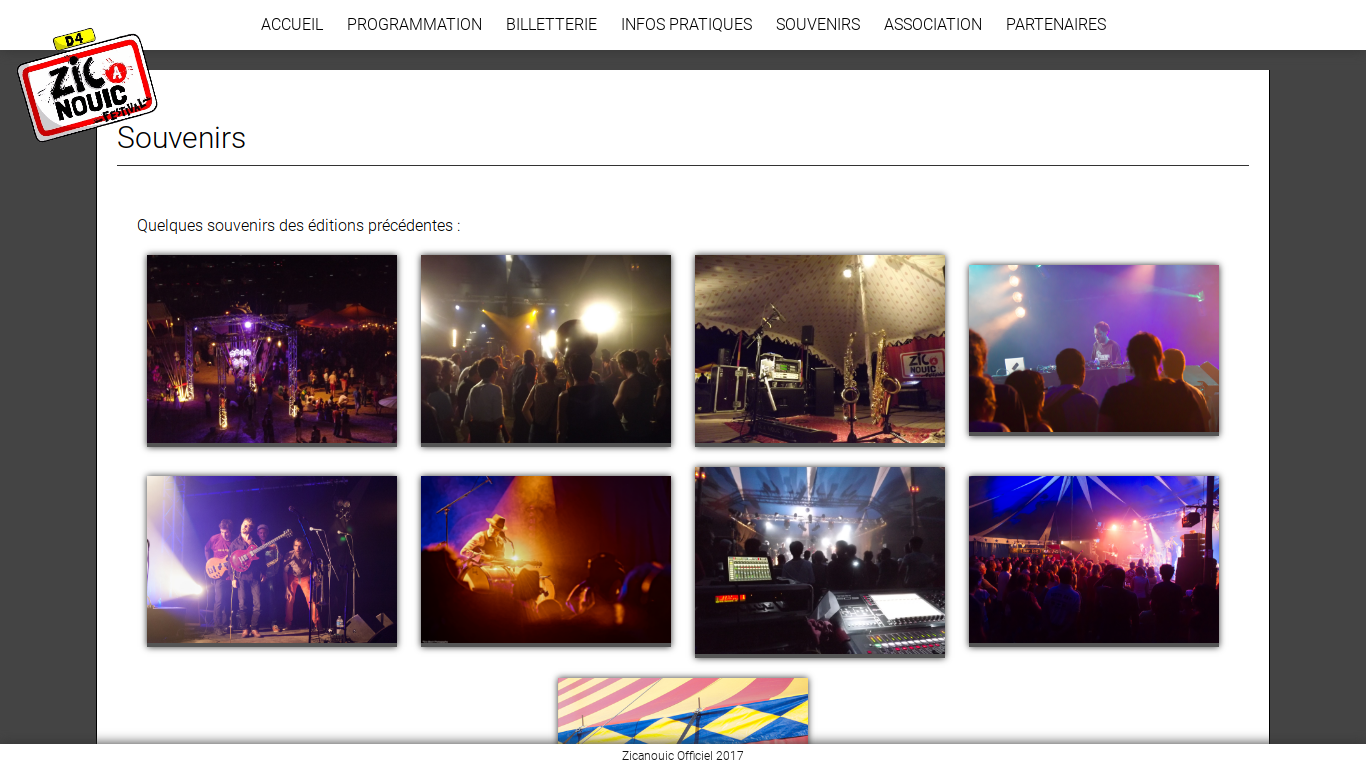 ACCUEIL PROGRAMMATION BILLETTERIE INFOS PRATIQUES SOUVENIRS ASSOCIATION PARTENAIRES
D4
ZIC A
NOUIC
FESTIVAL
Souvenirs
Quelques souvenirs des éditions précédentes :
ZIC A
NOUIC
Zicanouic Officiel 2017